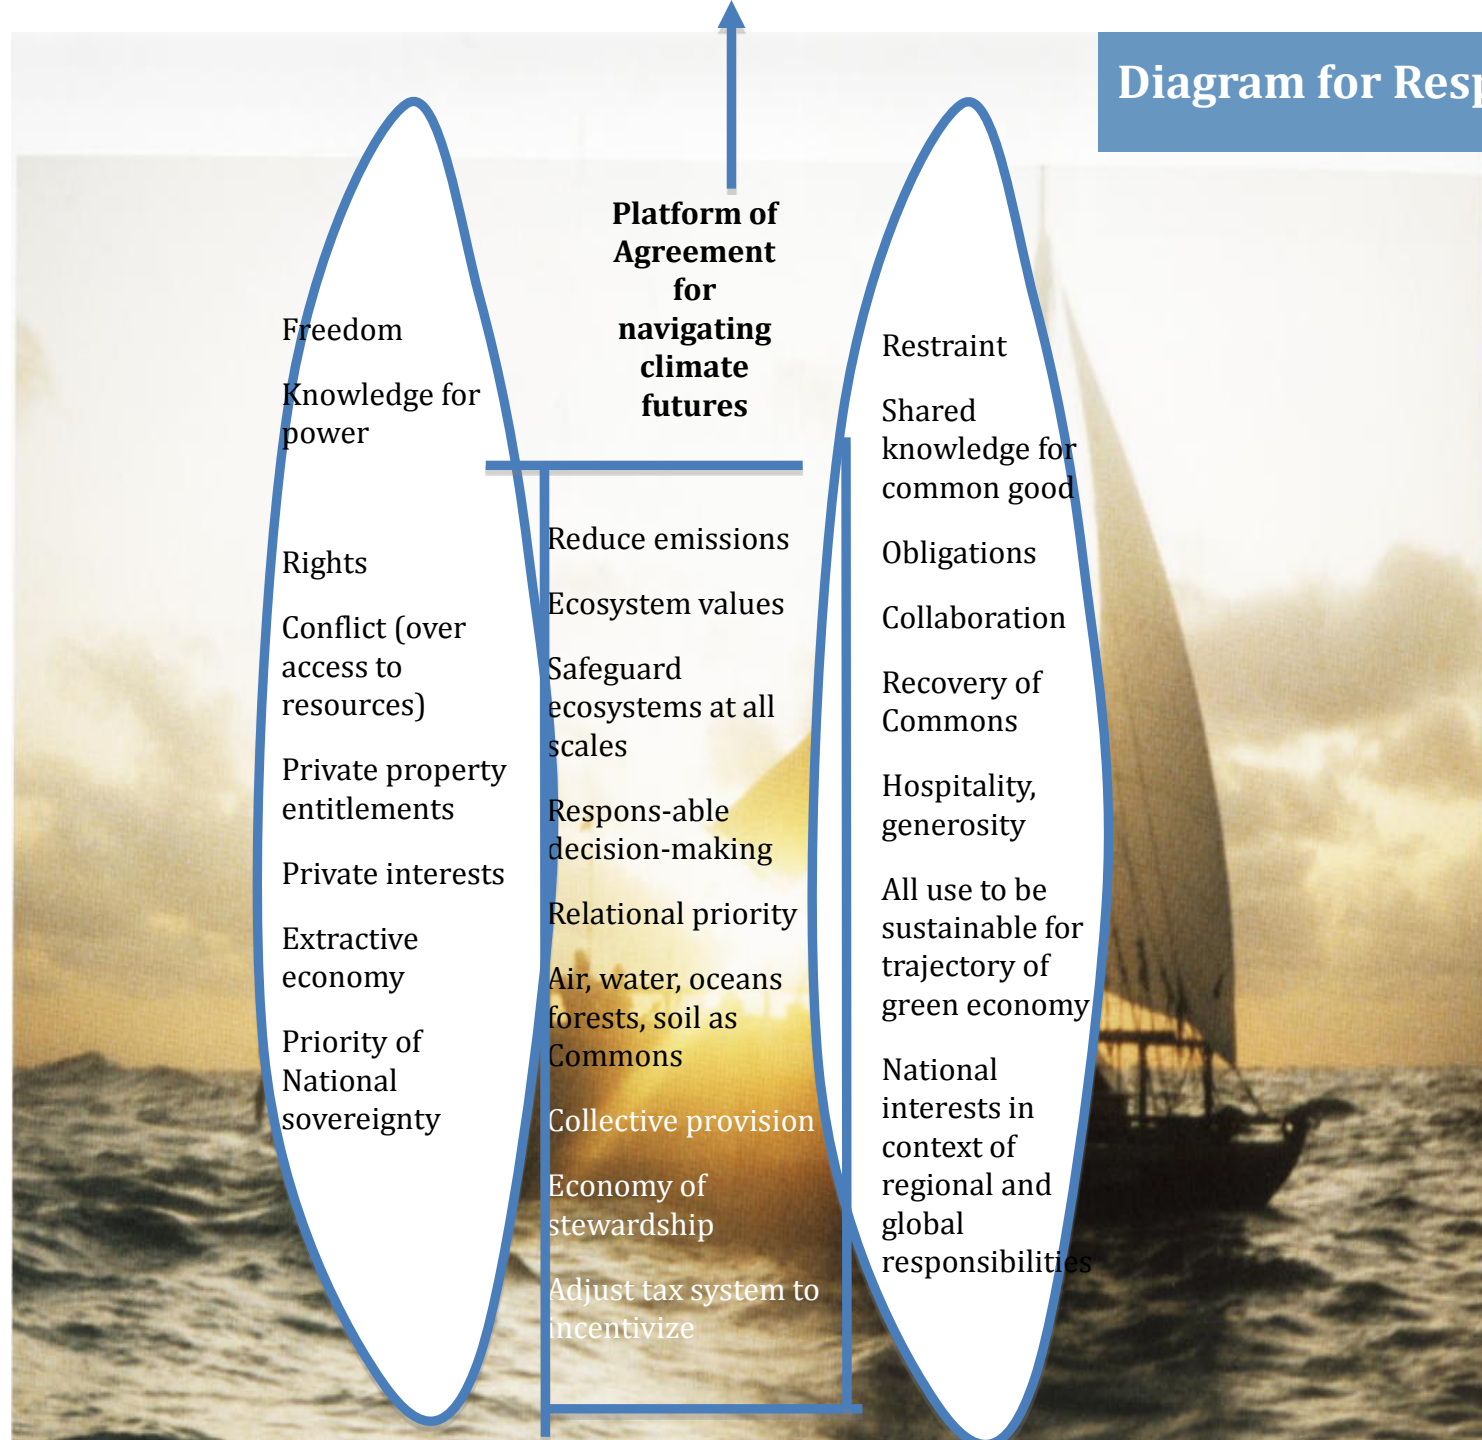 Diagram for Resp
Platform of
Agreement
for
navigating
climate
futures
Freedom
Knowledge for
power
Rights
Conflict (over
access to
resources)
Private property
entitlements
Private interests
Extractive
economy
Priority of
National
sovereignty
Reduce emissions
Ecosystem values
Safeguard
ecosystems at all
scales
Respons-able
decision-making
Relational priority
Air, water, oceans
forests, soil as
Commons
Collective provision
Economy of
stewardship
Adjust tax system to
incentivize
Restraint
Shared
knowledge for
common good
Obligations
Collaboration
Recovery of
Commons
Hospitality,
generosity
All use to be
sustainable for
trajectory of
green economy
National
interests in
context of
regional and
global
responsibilities